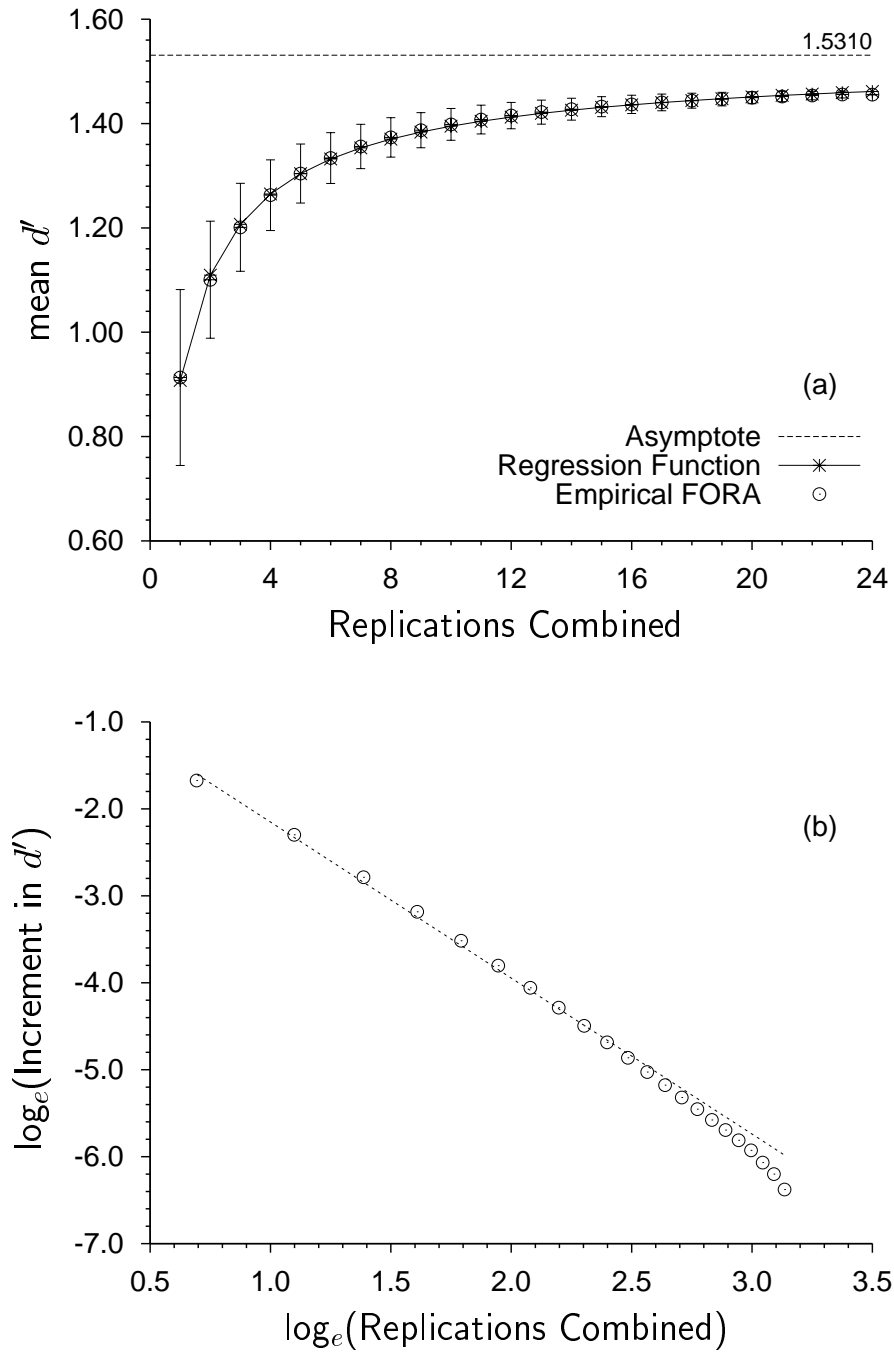 1.60
1.5310
1.40
1.20
1.00
0.80
0.60
mean d′
(a)
Asymptote
Regression Function
Empirical FORA
0 4 8 12 16 20 24
Replications Combined
-1.0
-2.0
-3.0
-4.0
-5.0
-6.0
-7.0
logₑ(Increment in d′)
(b)
0.5 1.0 1.5 2.0 2.5 3.0 3.5
logₑ(Replications Combined)